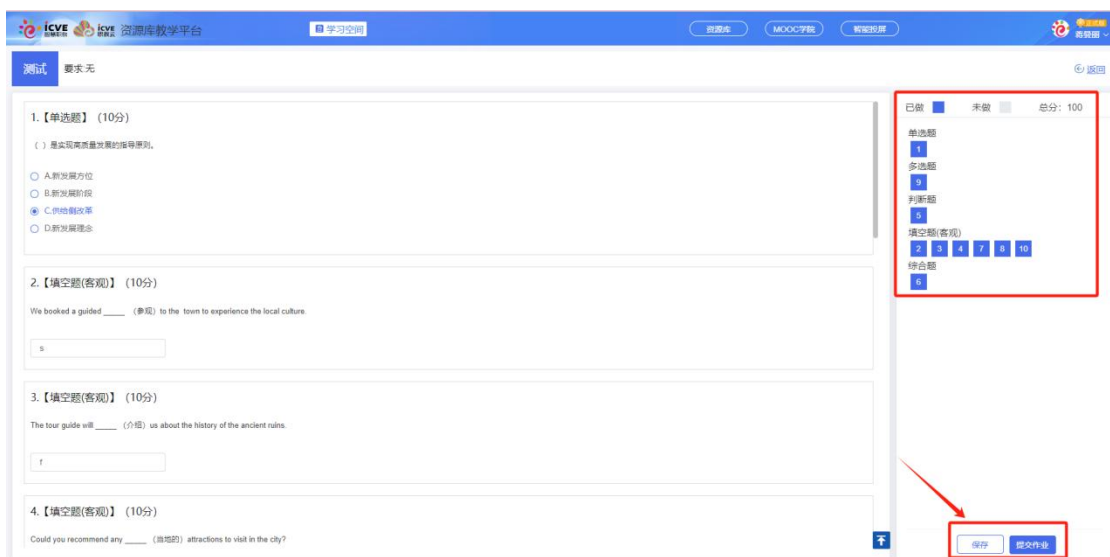 icve 智慧职教 icve 职教云 资源库教学平台
学习空间
资源库 MOOC学院 智能投屏
测试 要求:无
返回
1.【单选题】 (10分)
( ) 是实现高质量发展的指导原则。
A.新发展方位
B.新发展阶段
C.供给侧改革
D.新发展理念
2.【填空题(客观)】 (10分)
We booked a guided _____ (参观) to the town to experience the local culture.
s
3.【填空题(客观)】 (10分)
The tour guide will _____ (介绍) us about the history of the ancient ruins.
f
4.【填空题(客观)】 (10分)
Could you recommend any _____ (当地的) attractions to visit in the city?
已做 未做 总分: 100
单选题
1
多选题
9
判断题
5
填空题(客观)
2 3 4 7 8 10
综合题
6
保存 提交作业